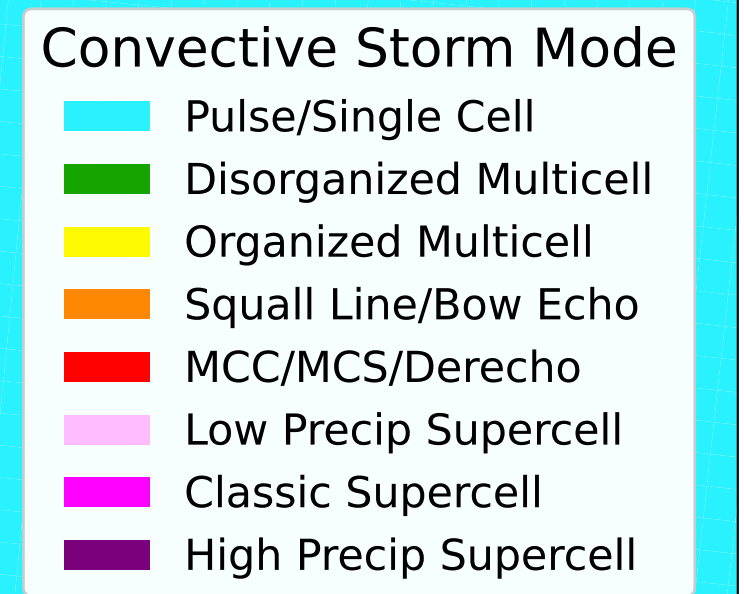 Convective Storm Mode
Pulse/Single Cell
Disorganized Multicell
Organized Multicell
Squall Line/Bow Echo
MCC/MCS/Derecho
Low Precip Supercell
Classic Supercell
High Precip Supercell